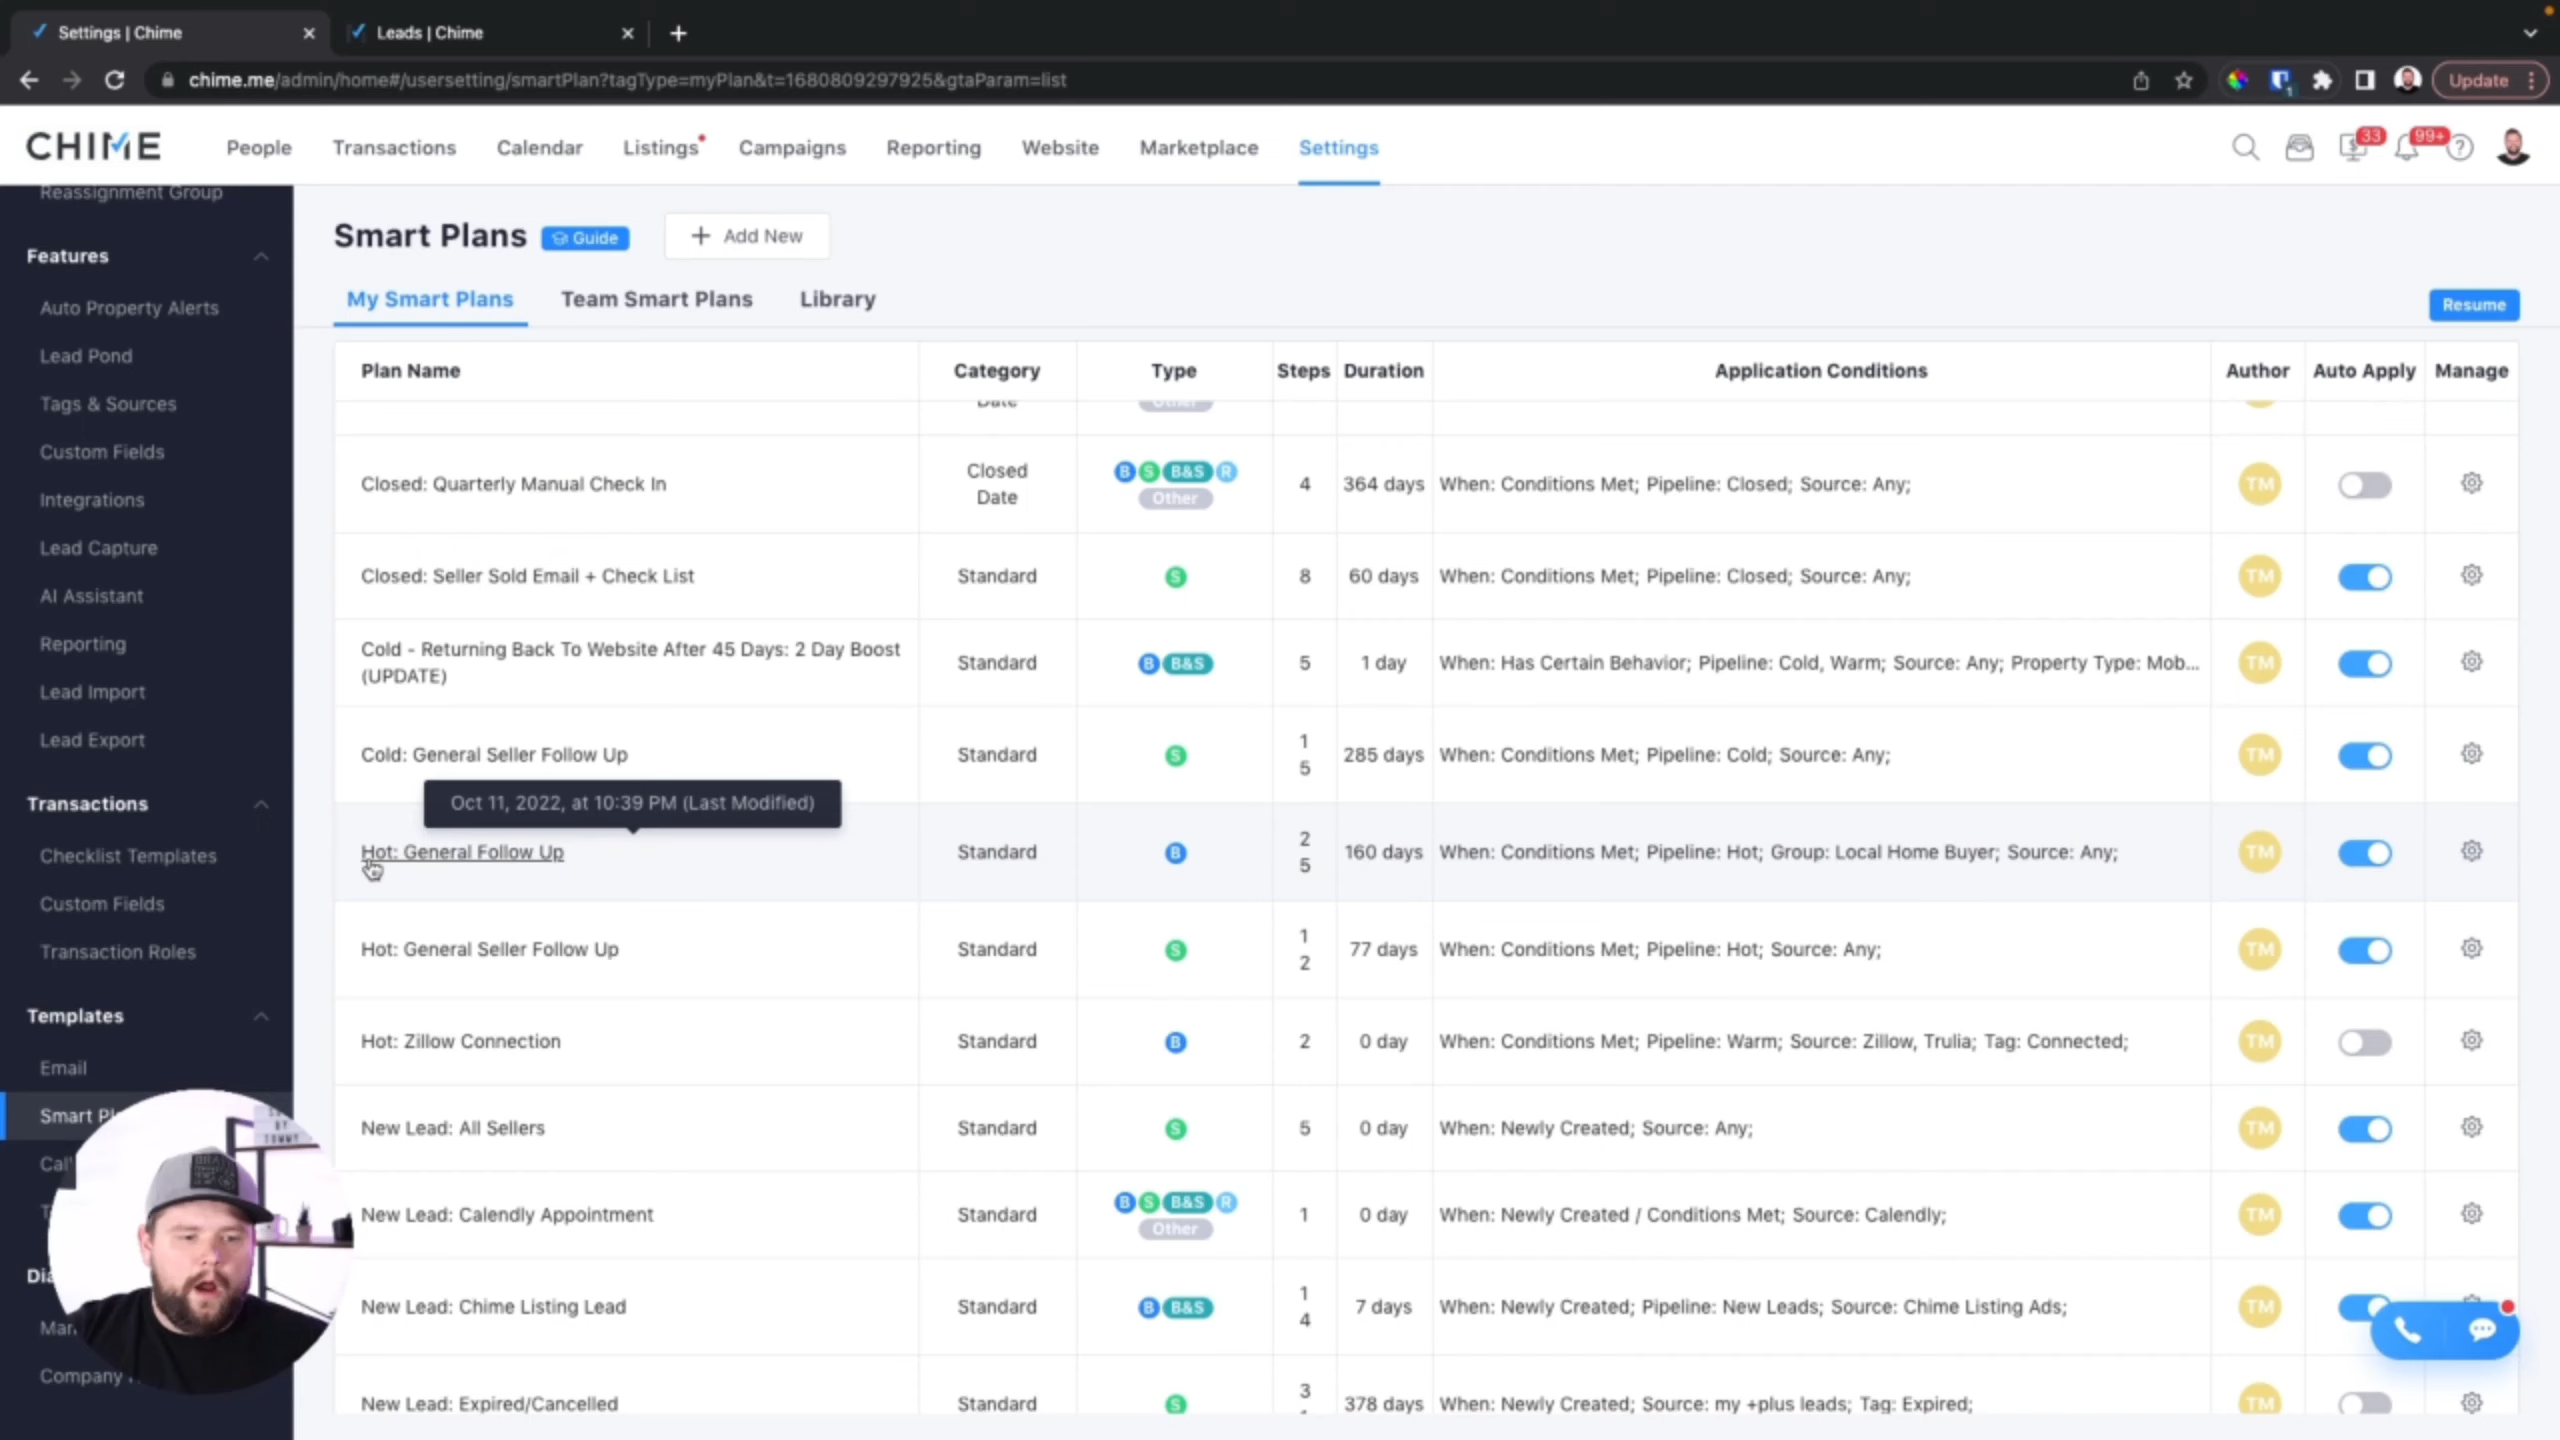 Settings | Chime
Leads | Chime
chime.me/admin/home#/usersetting/smartPlan?tagType=myPlan&t=1680809297925&gtaParam=list
Update
CHIME
People
Transactions
Calendar
Listings
Campaigns
Reporting
Website
Marketplace
Settings
33
99+
Reassignment Group
Features
Auto Property Alerts
Lead Pond
Tags & Sources
Custom Fields
Integrations
Lead Capture
AI Assistant
Reporting
Lead Import
Lead Export
Transactions
Checklist Templates
Custom Fields
Transaction Roles
Templates
Email
Smart Pl
Cal
Dia
Mar
Company
BY
TOMMY
Smart Plans
Guide
+ Add New
My Smart Plans
Team Smart Plans
Library
Resume
Plan Name Category Type Steps Duration Application Conditions Author Auto Apply Manage
Date Other
Closed: Quarterly Manual Check In Closed Date B S B&S R Other 4 364 days When: Conditions Met; Pipeline: Closed; Source: Any; TM
Closed: Seller Sold Email + Check List Standard S 8 60 days When: Conditions Met; Pipeline: Closed; Source: Any; TM
Cold - Returning Back To Website After 45 Days: 2 Day Boost
(UPDATE) Standard B B&S 5 1 day When: Has Certain Behavior; Pipeline: Cold, Warm; Source: Any; Property Type: Mob... TM
Cold: General Seller Follow Up Standard S 15 285 days When: Conditions Met; Pipeline: Cold; Source: Any; TM
Oct 11, 2022, at 10:39 PM (Last Modified)
Hot: General Follow Up Standard B 25 160 days When: Conditions Met; Pipeline: Hot; Group: Local Home Buyer; Source: Any; TM
Hot: General Seller Follow Up Standard S 12 77 days When: Conditions Met; Pipeline: Hot; Source: Any; TM
Hot: Zillow Connection Standard B 2 0 day When: Conditions Met; Pipeline: Warm; Source: Zillow, Trulia; Tag: Connected; TM
New Lead: All Sellers Standard S 5 0 day When: Newly Created; Source: Any; TM
New Lead: Calendly Appointment Standard B S B&S R Other 1 0 day When: Newly Created / Conditions Met; Source: Calendly; TM
New Lead: Chime Listing Lead Standard B B&S 14 7 days When: Newly Created; Pipeline: New Leads; Source: Chime Listing Ads; TM
New Lead: Expired/Cancelled Standard S 3 378 days When: Newly Created; Source: my +plus leads; Tag: Expired; TM